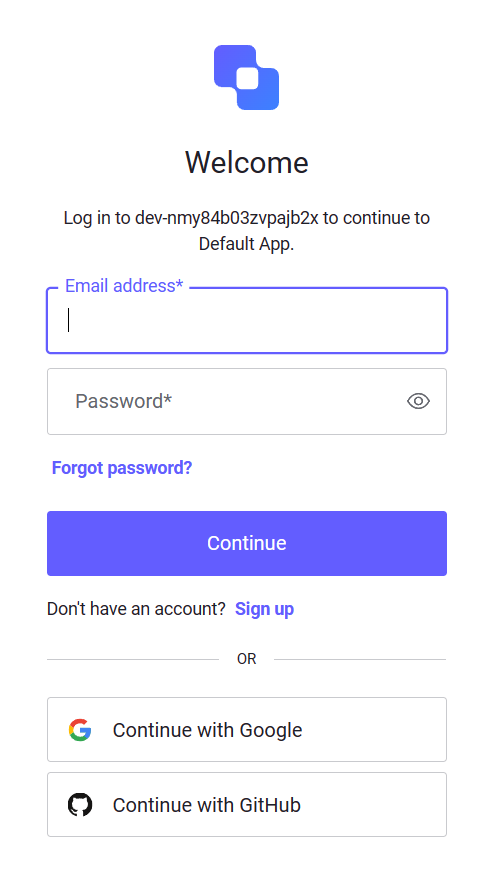 Welcome
Log in to dev-nmy84b03zvpajb2x to continue to
Default App.
Email address*
Password*
Forgot password?
Continue
Don't have an account? Sign up
OR
Continue with Google
Continue with GitHub